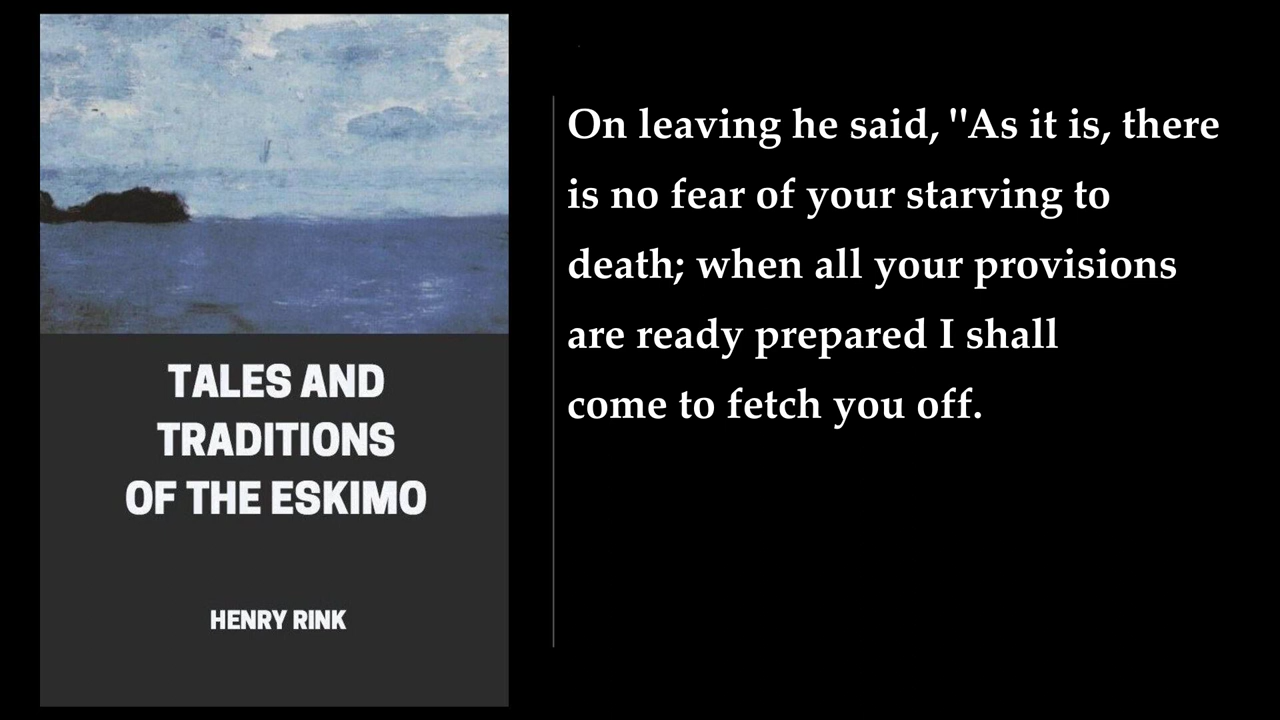 TALES AND
TRADITIONS
OF THE ESKIMO
HENRY RINK
On leaving he said, "As it is, there
is no fear of your starving to
death; when all your provisions
are ready prepared I shall
come to fetch you off.